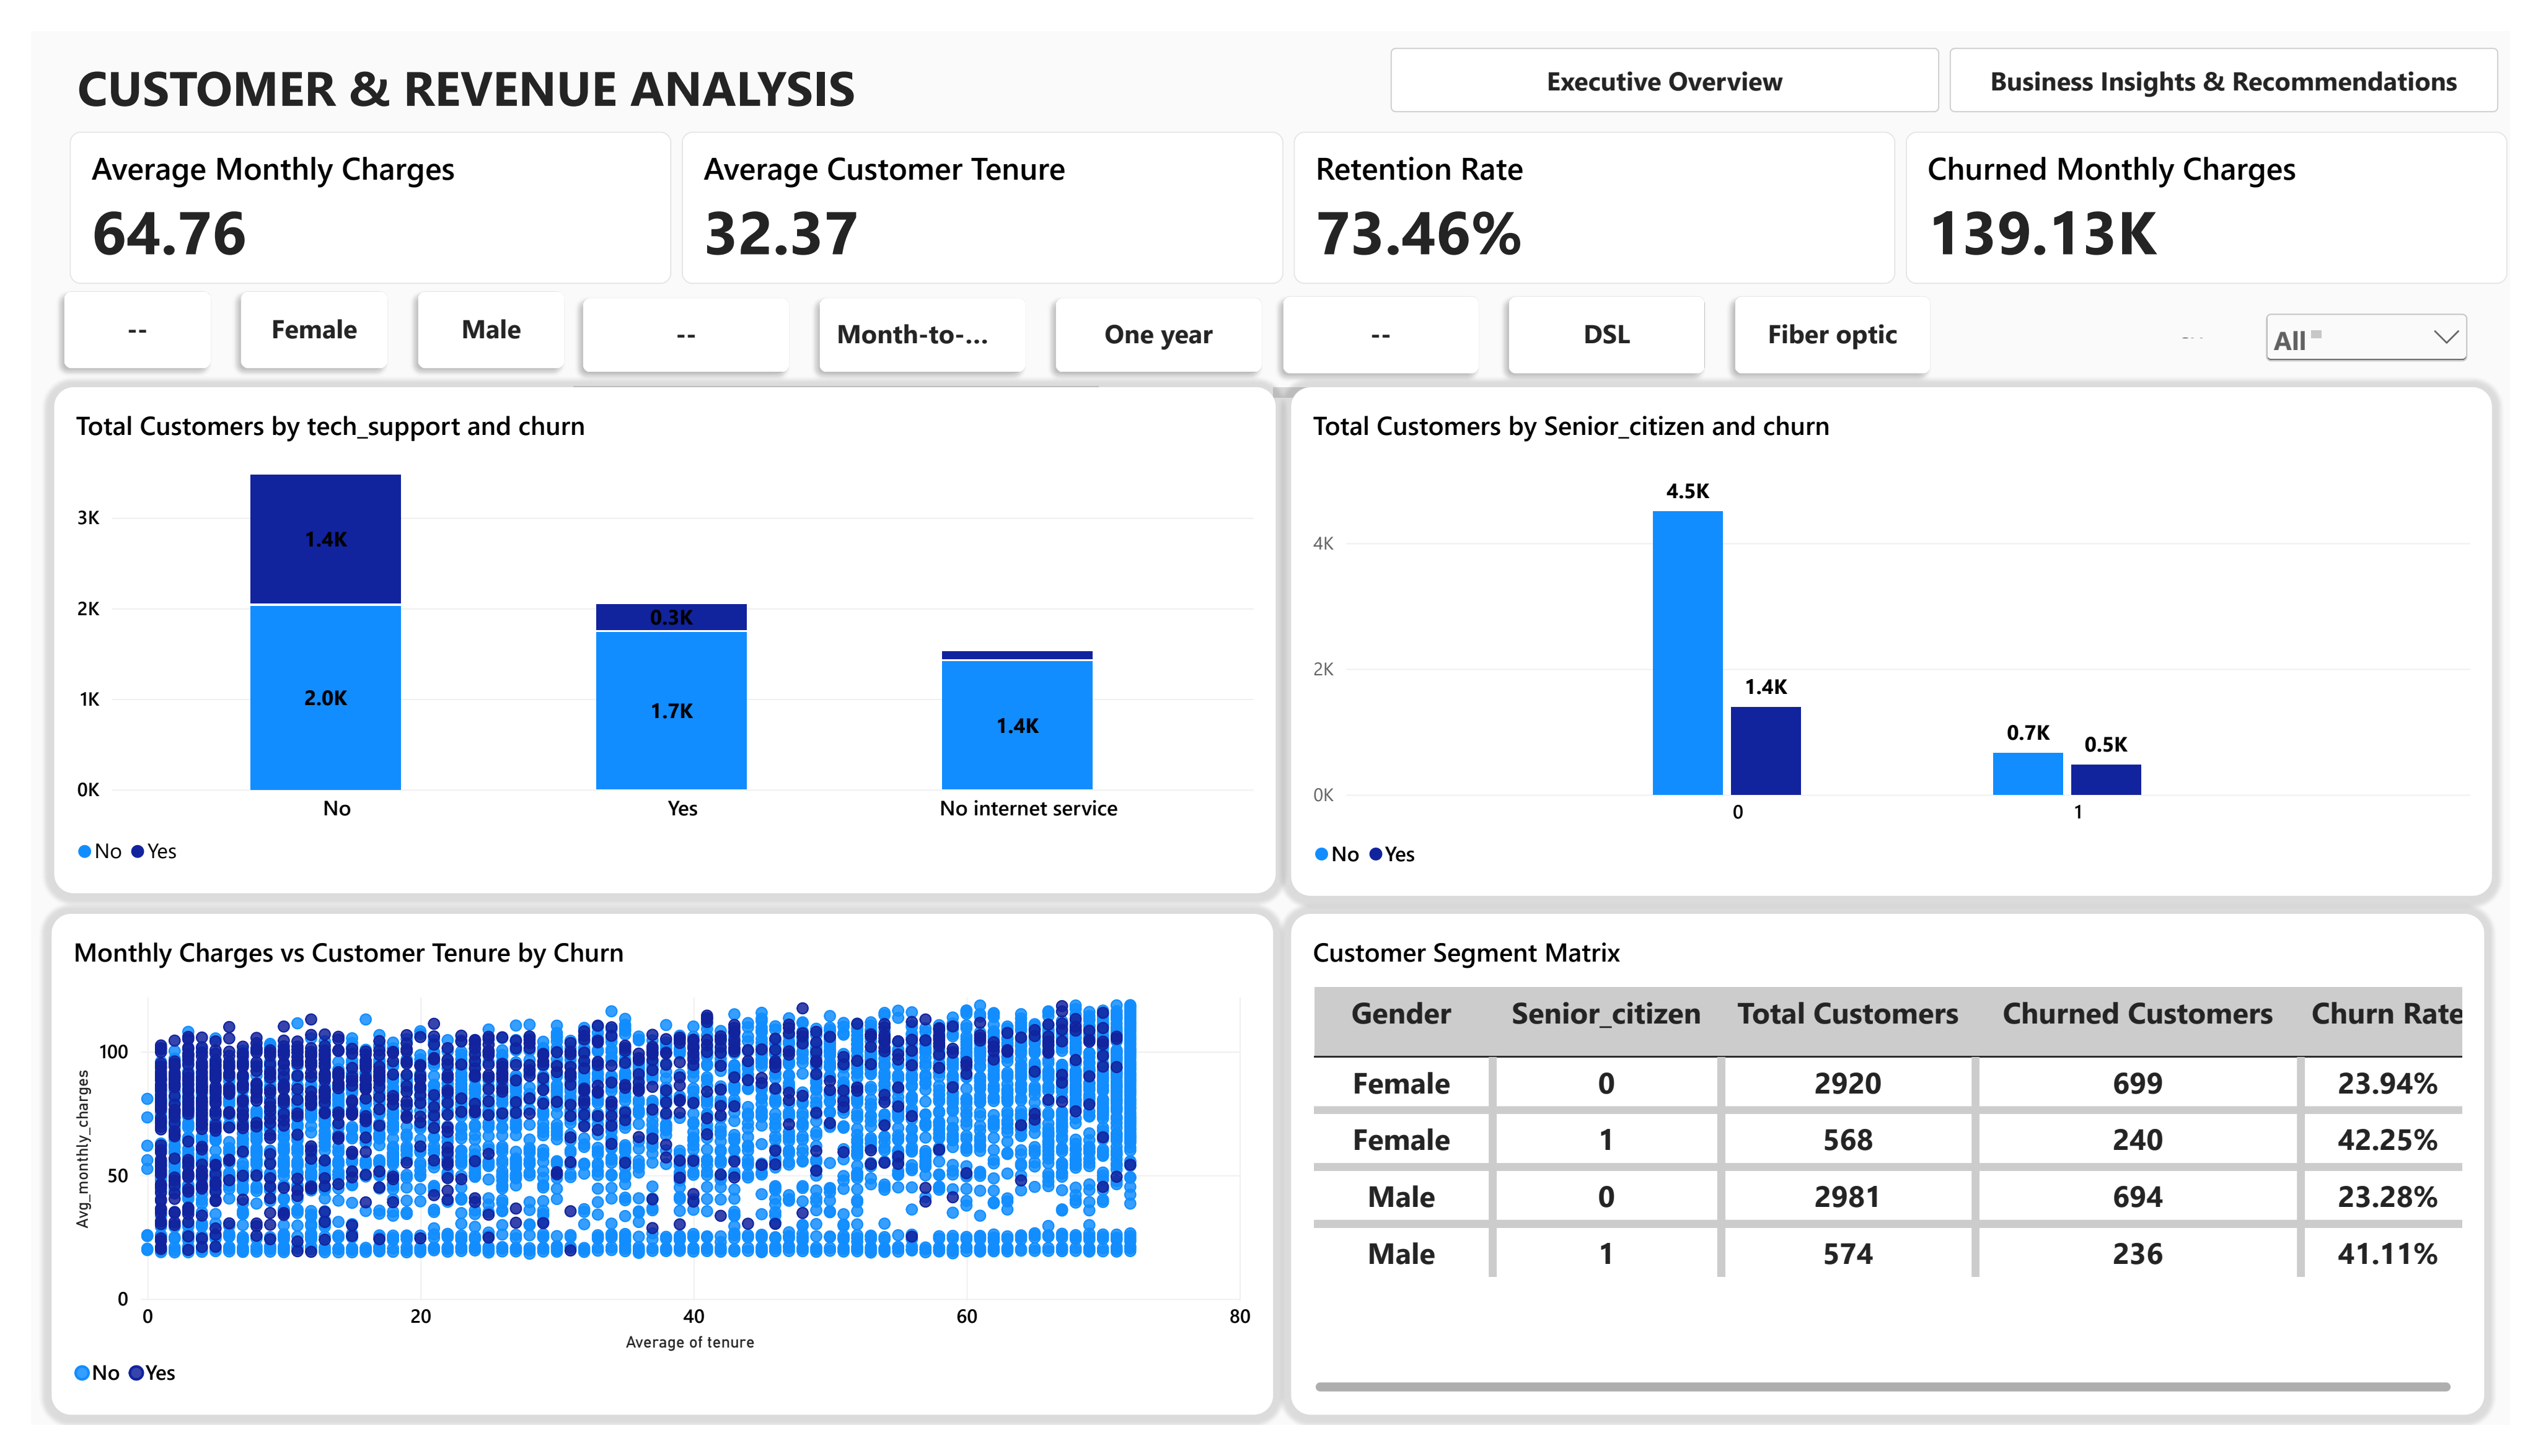 CUSTOMER & REVENUE ANALYSIS
Executive Overview
Business Insights & Recommendations
Average Monthly Charges
64.76
Average Customer Tenure
32.37
Retention Rate
73.46%
Churned Monthly Charges
139.13K
--
Female
Male
--
Month-to-...
One year
--
DSL
Fiber optic
All
Total Customers by tech_support and churn
3K
2K
1K
0K
1.4K
2.0K
0.3K
1.7K
1.4K
No
Yes
No internet service
No Yes
Total Customers by Senior_citizen and churn
4K
2K
0K
4.5K
1.4K
0.7K
0.5K
0
1
No Yes
Monthly Charges vs Customer Tenure by Churn
Avg_monthly_charges
100
50
0
0 20 40 60 80
Average of tenure
No Yes
Customer Segment Matrix
Gender Senior_citizen Total Customers Churned Customers Churn Rate
Female 0 2920 699 23.94%
Female 1 568 240 42.25%
Male 0 2981 694 23.28%
Male 1 574 236 41.11%